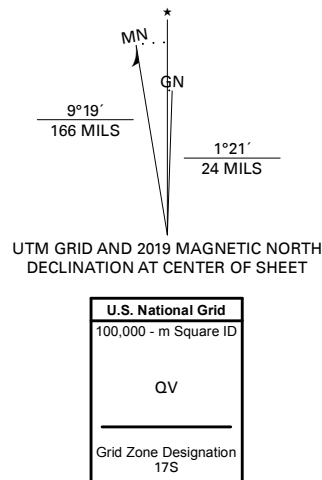 MN
GN
9°19´
166 MILS
1°21´
24 MILS
UTM GRID AND 2019 MAGNETIC NORTH
DECLINATION AT CENTER OF SHEET
U.S. National Grid
100,000 - m Square ID
QV
Grid Zone Designation
17S